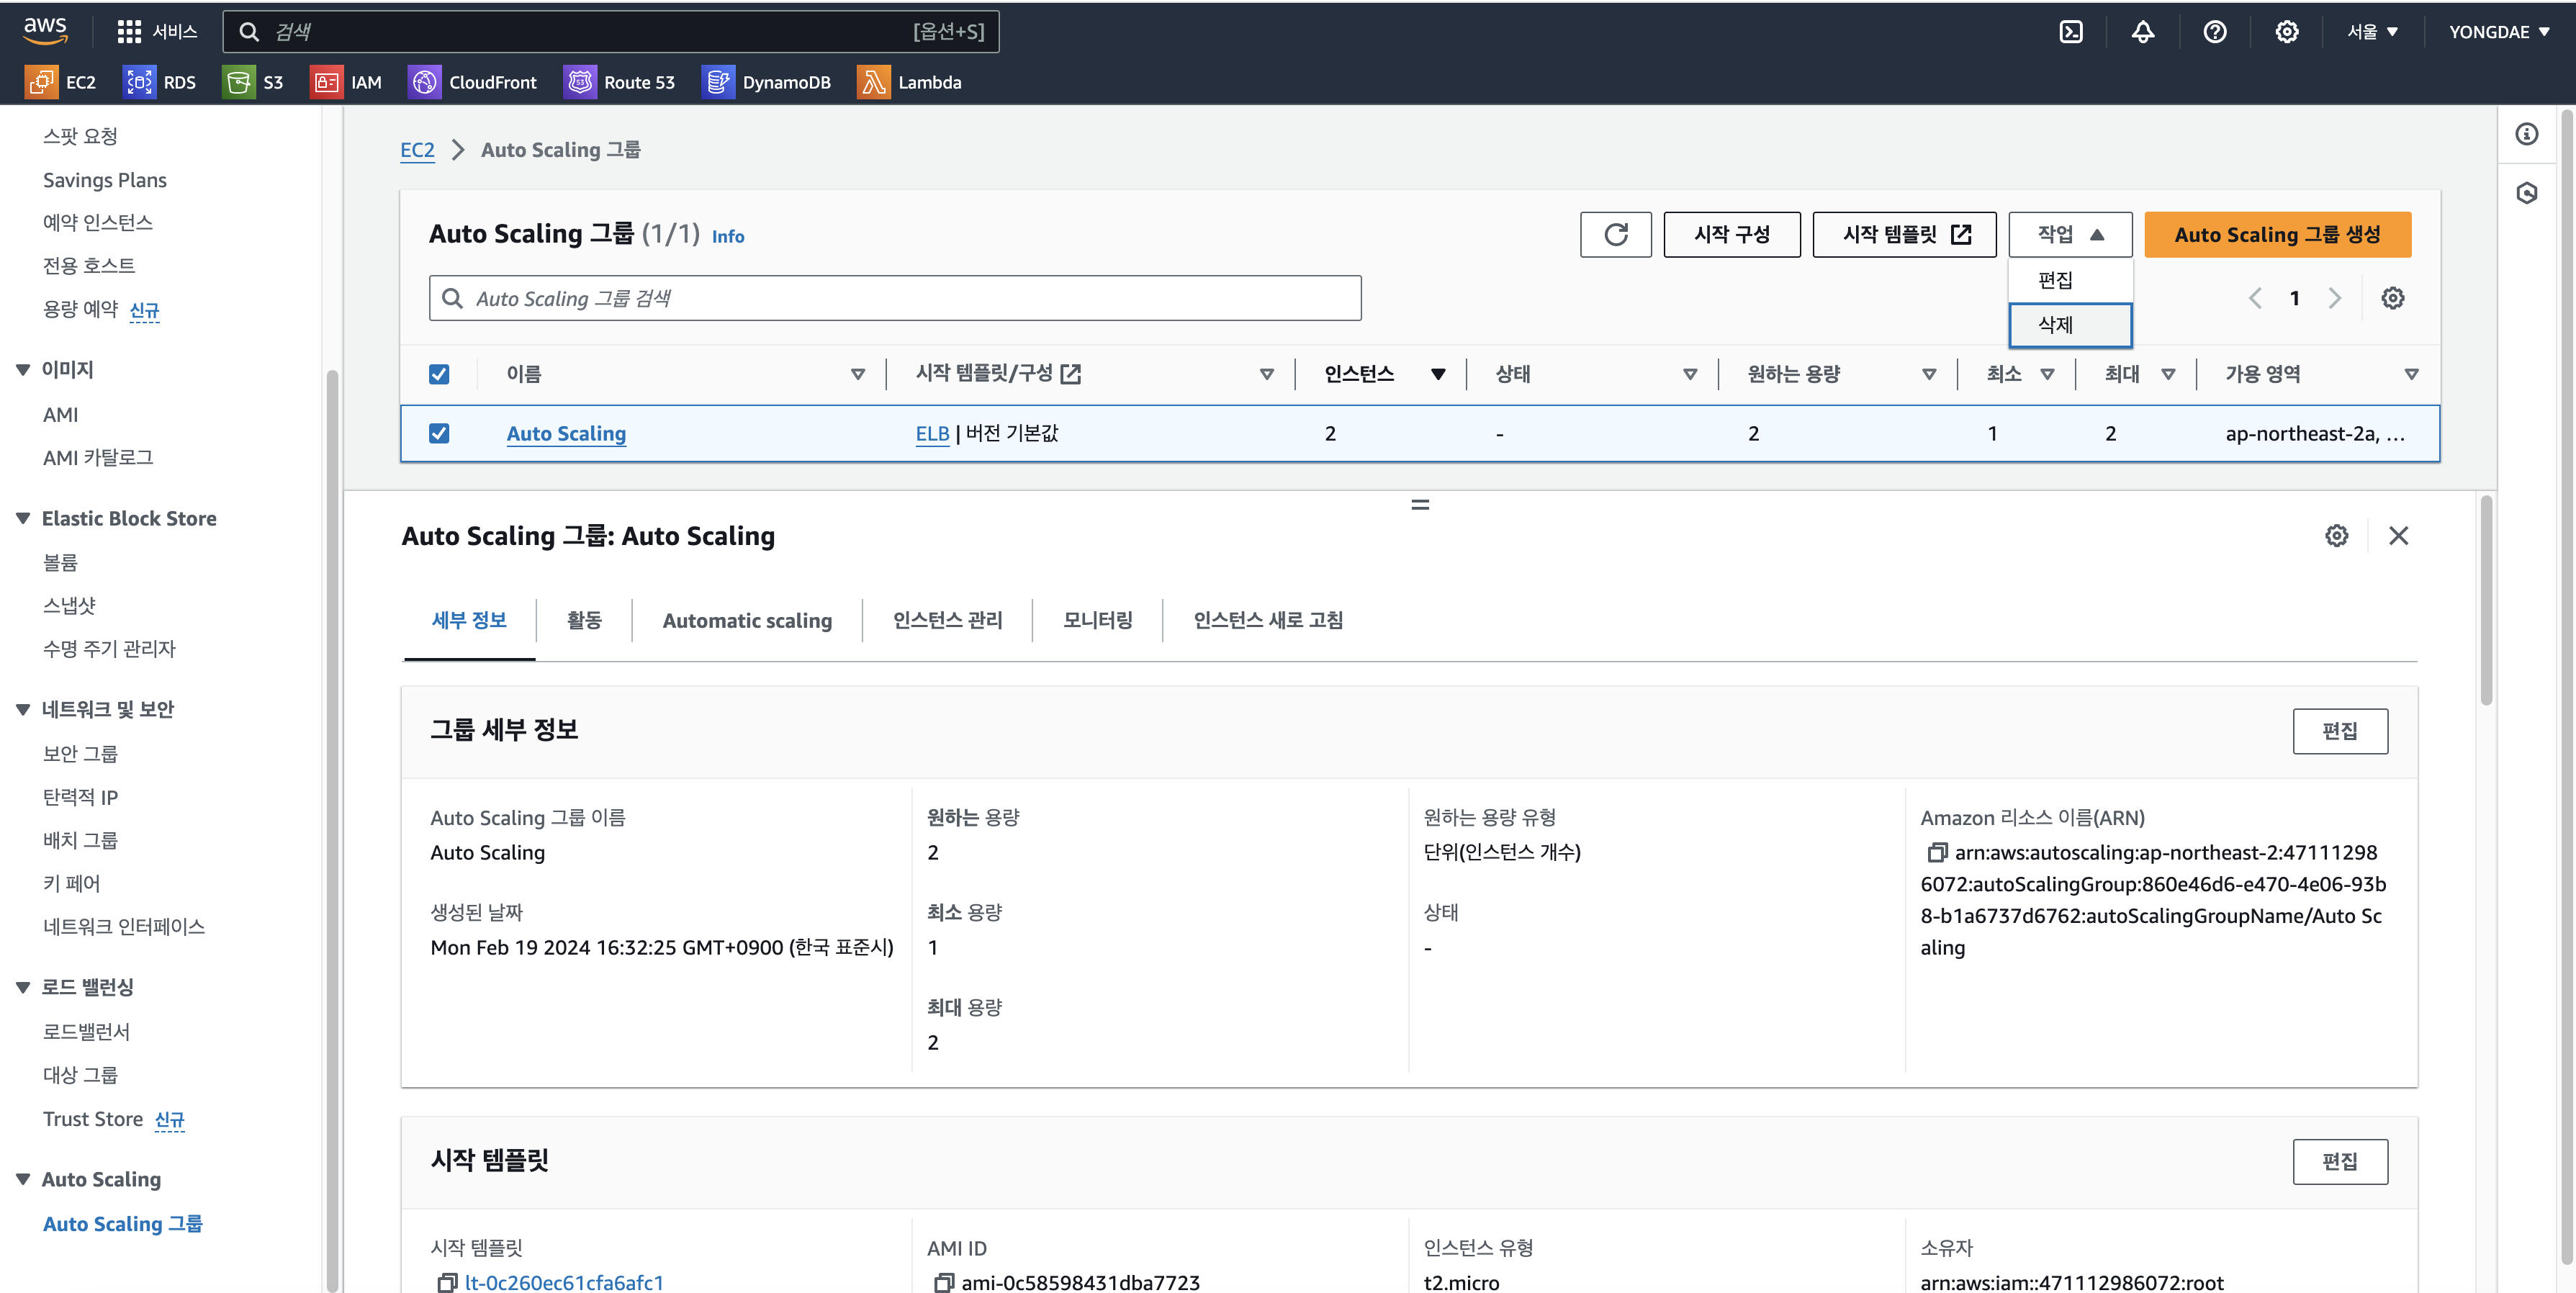 aws
서비스
검색
[옵션+S]
서울 ▼
YONGDAE ▼
EC2
RDS
S3
IAM
CloudFront
Route 53
DynamoDB
Lambda
스팟 요청
Savings Plans
예약 인스턴스
전용 호스트
용량 예약 신규
이미지
AMI
AMI 카탈로그
Elastic Block Store
볼륨
스냅샷
수명 주기 관리자
네트워크 및 보안
보안 그룹
탄력적 IP
배치 그룹
키 페어
네트워크 인터페이스
로드 밸런싱
로드밸런서
대상 그룹
Trust Store 신규
Auto Scaling
Auto Scaling 그룹
EC2 > Auto Scaling 그룹
Auto Scaling 그룹 (1/1) Info
시작 구성
시작 템플릿
작업
Auto Scaling 그룹 생성
편집
삭제
Auto Scaling 그룹 검색
1
이름
시작 템플릿/구성
인스턴스
상태
원하는 용량
최소
최대
가용 영역
Auto Scaling
ELB | 버전 기본값
2
-
2
1
2
ap-northeast-2a, ...
Auto Scaling 그룹: Auto Scaling
세부 정보
활동
Automatic scaling
인스턴스 관리
모니터링
인스턴스 새로 고침
그룹 세부 정보
편집
Auto Scaling 그룹 이름
Auto Scaling
생성된 날짜
Mon Feb 19 2024 16:32:25 GMT+0900 (한국 표준시)
원하는 용량
2
최소 용량
1
최대 용량
2
원하는 용량 유형
단위(인스턴스 개수)
상태
-
Amazon 리소스 이름(ARN)
arn:aws:autoscaling:ap-northeast-2:47111298
6072:autoScalingGroup:860e46d6-e470-4e06-93b
8-b1a6737d6762:autoScalingGroupName/Auto Sc
aling
시작 템플릿
편집
시작 템플릿
lt-0c260ec61cfa6afc1
AMI ID
ami-0c58598431dba7723
인스턴스 유형
t2.micro
소유자
arn:aws:iam::471112986072:root